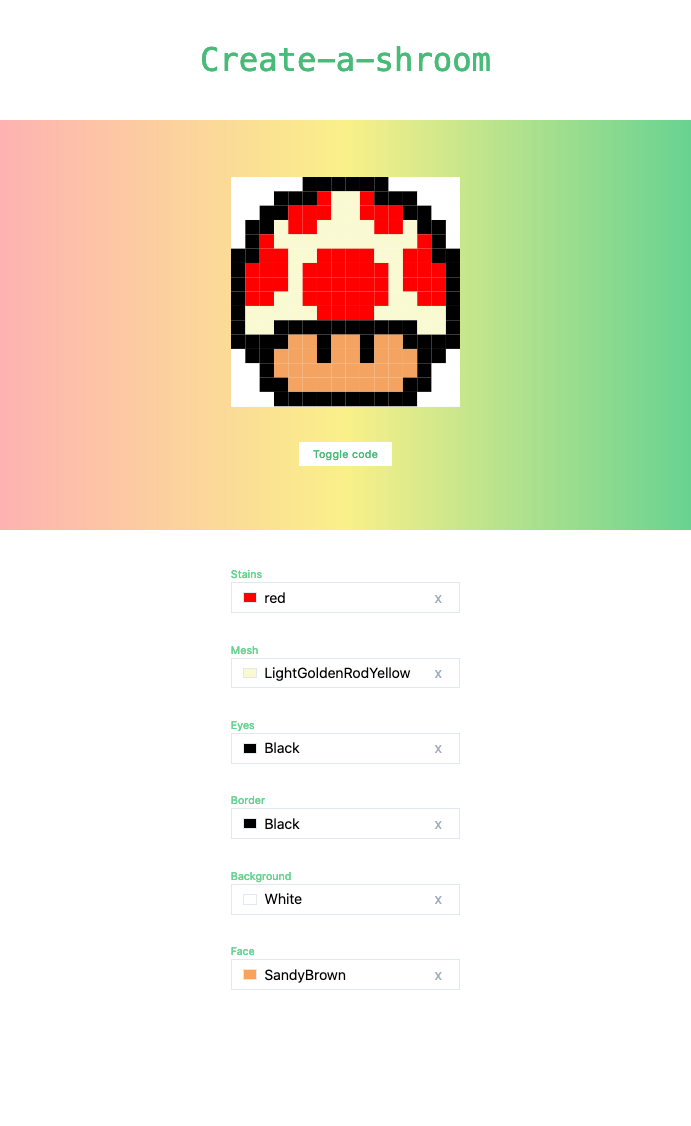 Create-a-shroom
Toggle code
Stains
red x
Mesh
LightGoldenRodYellow x
Eyes
Black x
Border
Black x
Background
White x
Face
SandyBrown x